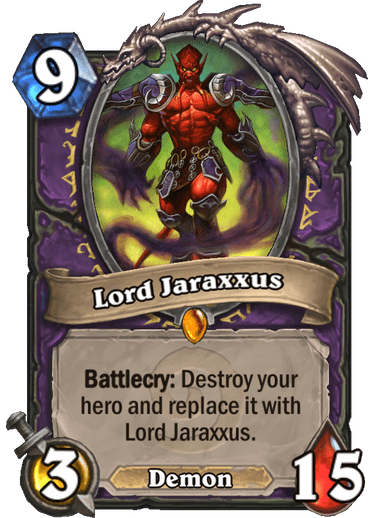 9
Lord Jaraxxus
Battlecry: Destroy your
hero and replace it with
Lord Jaraxxus.
3
Demon
15